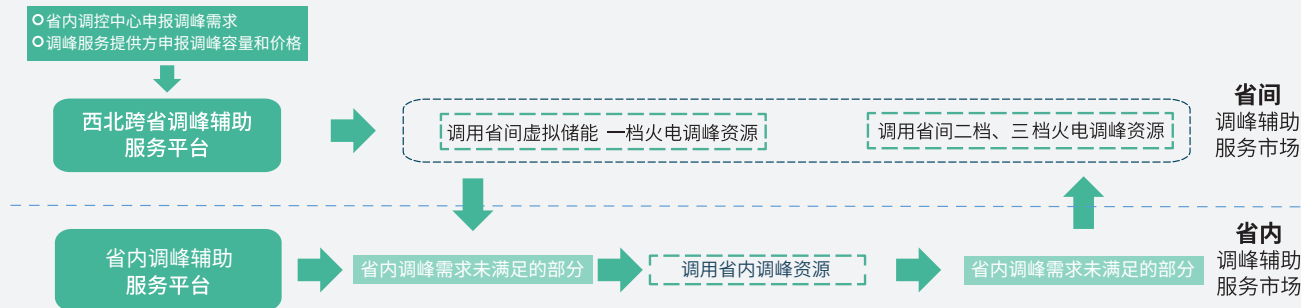 省内调控中心申报调峰需求
调峰服务提供方申报调峰容量和价格
西北跨省调峰辅助
服务平台
调用省间虚拟储能 一档火电调峰资源
调用省间二档、三档火电调峰资源
省间
调峰辅助
服务市场
省内调峰辅助
服务平台
省内调峰需求未满足的部分
调用省内调峰资源
省内调峰需求未满足的部分
省内
调峰辅助
服务市场